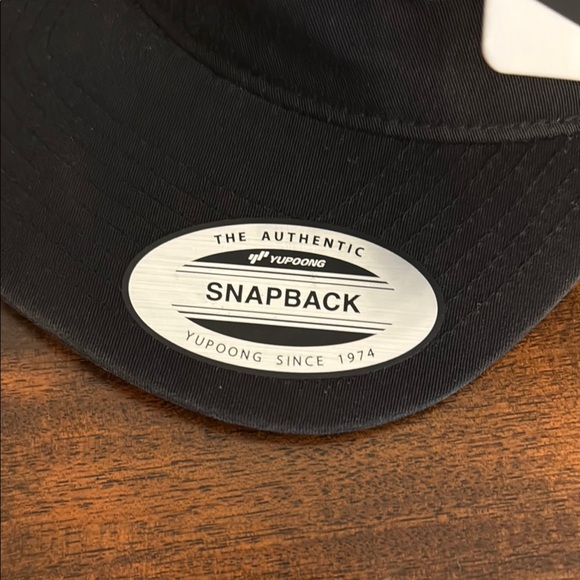 THE AUTHENTIC
YUPOONG
SNAPBACK
YUPOONG SINCE 1974